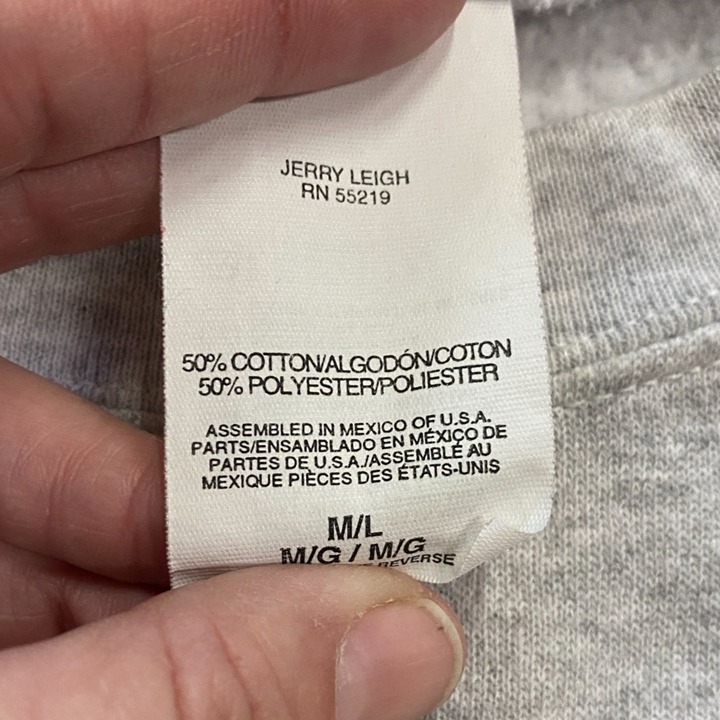 JERRY LEIGH
RN 55219
50% COTTON/ALGODÓN/COTON
50% POLYESTER/POLIESTER
ASSEMBLED IN MEXICO OF U.S.A.
PARTS/ENSAMBLADO EN MÉXICO DE
PARTES DE U.S.A./ASSEMBLÉ AU
MEXIQUE PIÈCES DES ÉTATS-UNIS
M/L
M/G / M/G
REVERSE